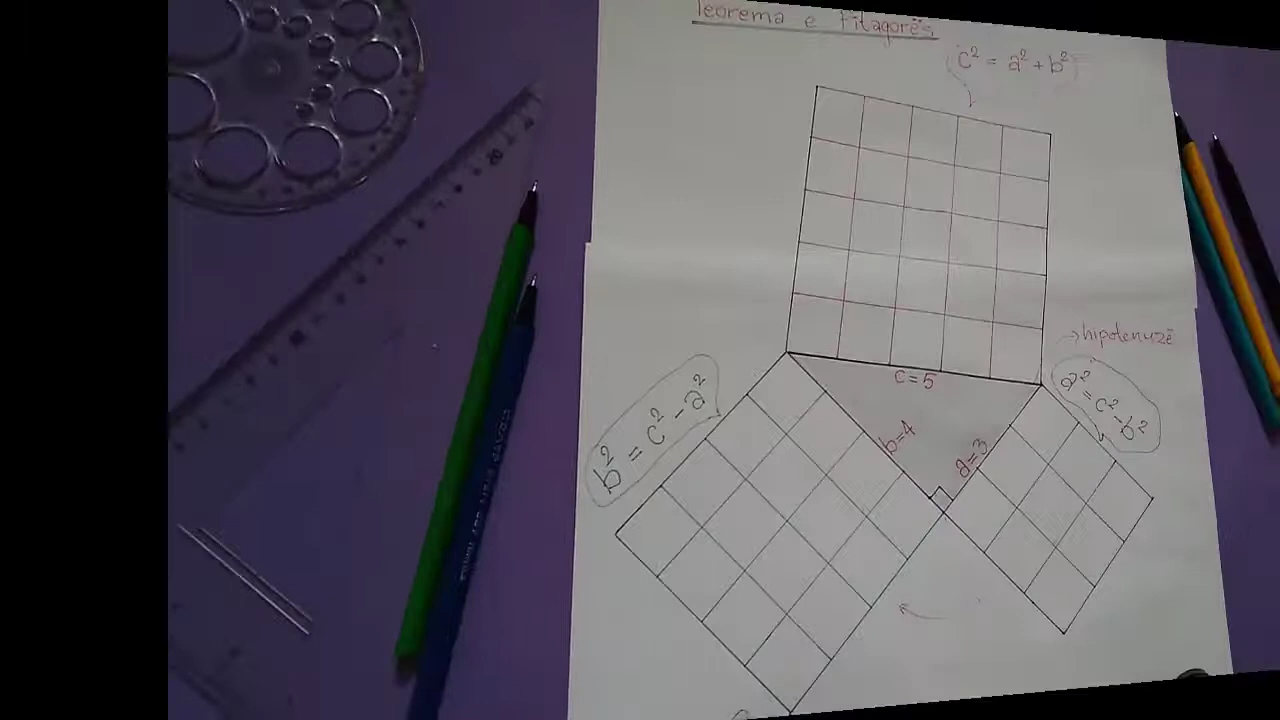 Teorema e Pitagorës
c² = a² + b²
→hipotenuzë
c=5
a² = c² - b²
b² = c² - a²
b=4
a=3